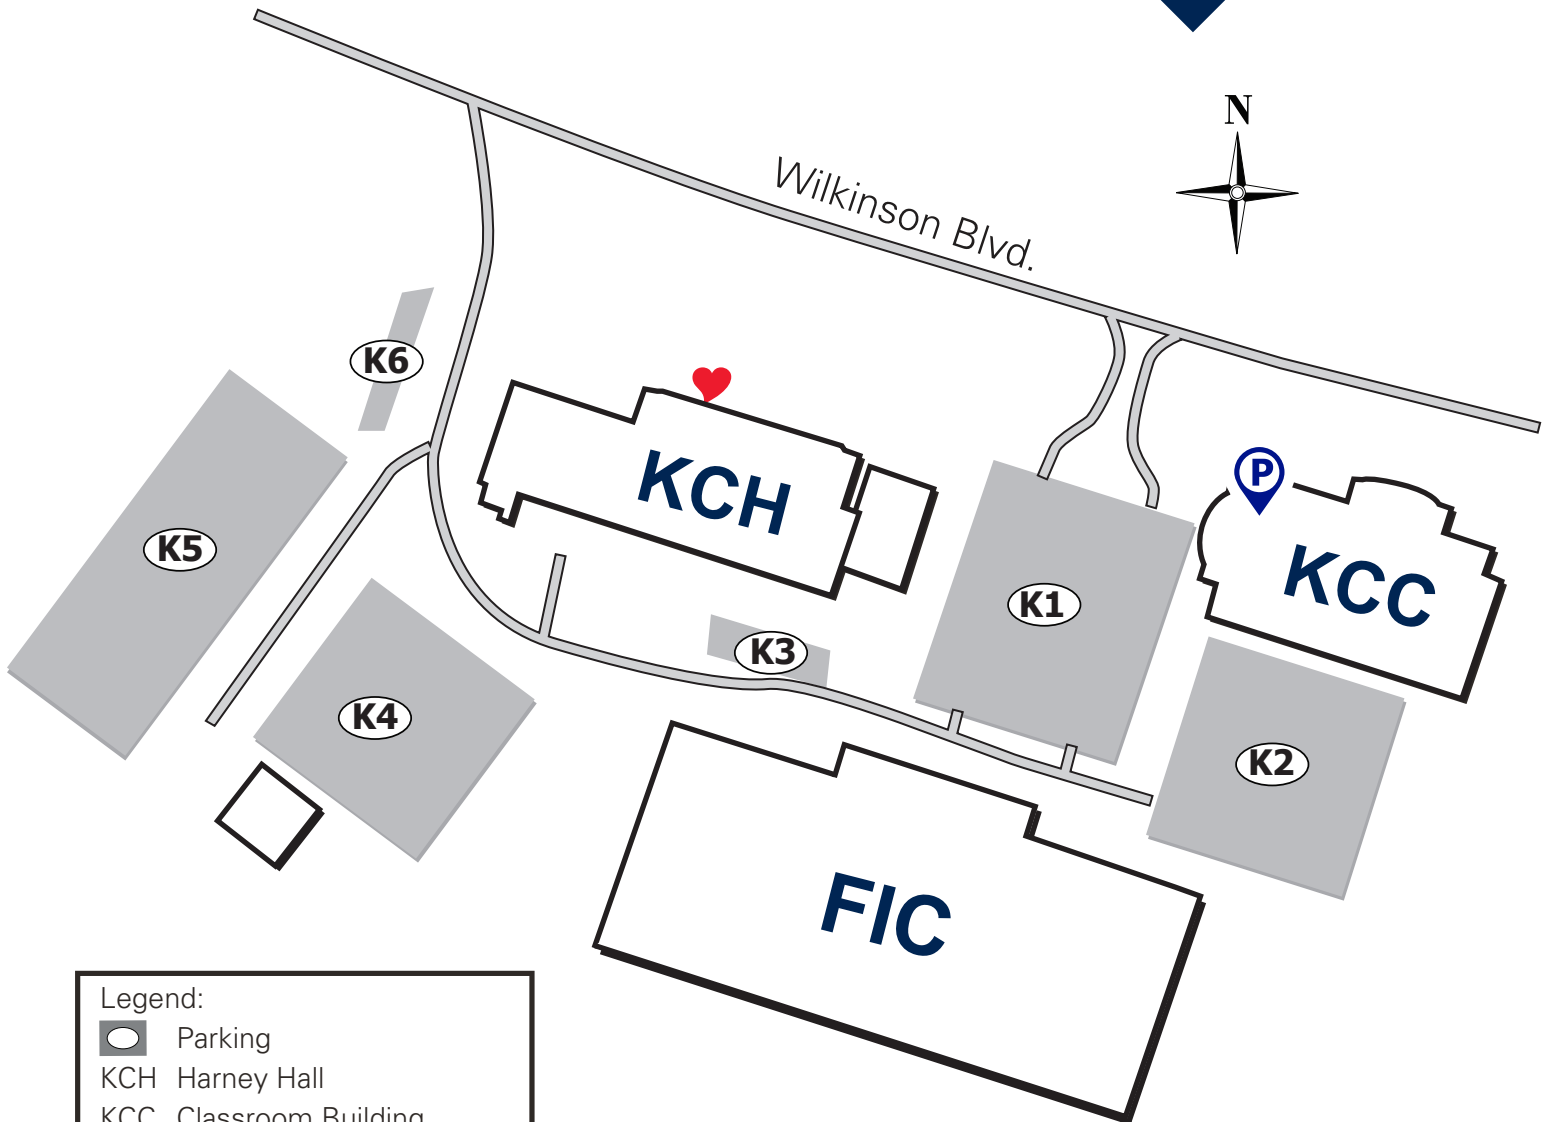 N
Wilkinson Blvd.
K6
P
KCH
K5
KCC
K1
K3
K4
K2
FIC
Legend:
Parking
KCH Harney Hall
KCC Classroom Building